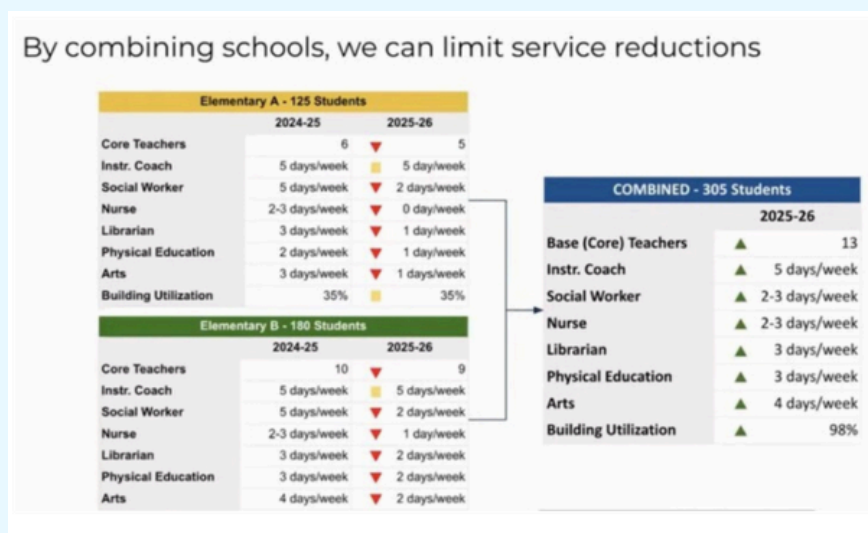 By combining schools, we can limit service reductions
Elementary A - 125 Students
2024-25 2025-26
Core Teachers 6 ▼ 5
Instr. Coach 5 days/week 5 day/week
Social Worker 5 days/week ▼ 2 days/week
Nurse 2-3 days/week ▼ 0 day/week
Librarian 3 days/week ▼ 1 day/week
Physical Education 2 days/week ▼ 1 day/week
Arts 3 days/week ▼ 1 days/week
Building Utilization 35% 35%
Elementary B - 180 Students
2024-25 2025-26
Core Teachers 10 ▼ 9
Instr. Coach 5 days/week 5 days/week
Social Worker 5 days/week ▼ 2 days/week
Nurse 2-3 days/week ▼ 1 day/week
Librarian 3 days/week ▼ 2 days/week
Physical Education 3 days/week ▼ 2 days/week
Arts 4 days/week ▼ 2 days/week
COMBINED - 305 Students
2025-26
Base (Core) Teachers ▲ 13
Instr. Coach ▲ 5 days/week
Social Worker ▲ 2-3 days/week
Nurse ▲ 2-3 days/week
Librarian ▲ 3 days/week
Physical Education ▲ 3 days/week
Arts ▲ 4 days/week
Building Utilization ▲ 98%